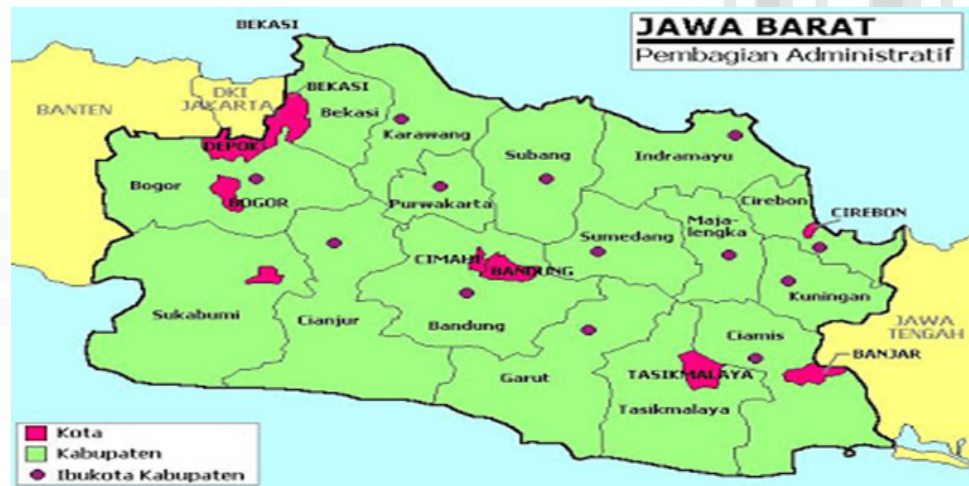 BEKASI
JAWA BARAT
Pembagian Administratif
DKI
JAKARTA
BANTEN
BEKASI
Bekasi
Karawang
DEPOK
Subang
Indramayu
Bogor
BOGOR
Purwakarta
Cirebon
CIREBON
Maja-
lengka
Sumedang
CIMAHI
BANDUNG
Kuningan
Sukabumi
Cianjur
Bandung
Ciamis
JAWA
TENGAH
BANJAR
Garut
TASIKMALAYA
Tasikmalaya
Kota
Kabupaten
Ibukota Kabupaten